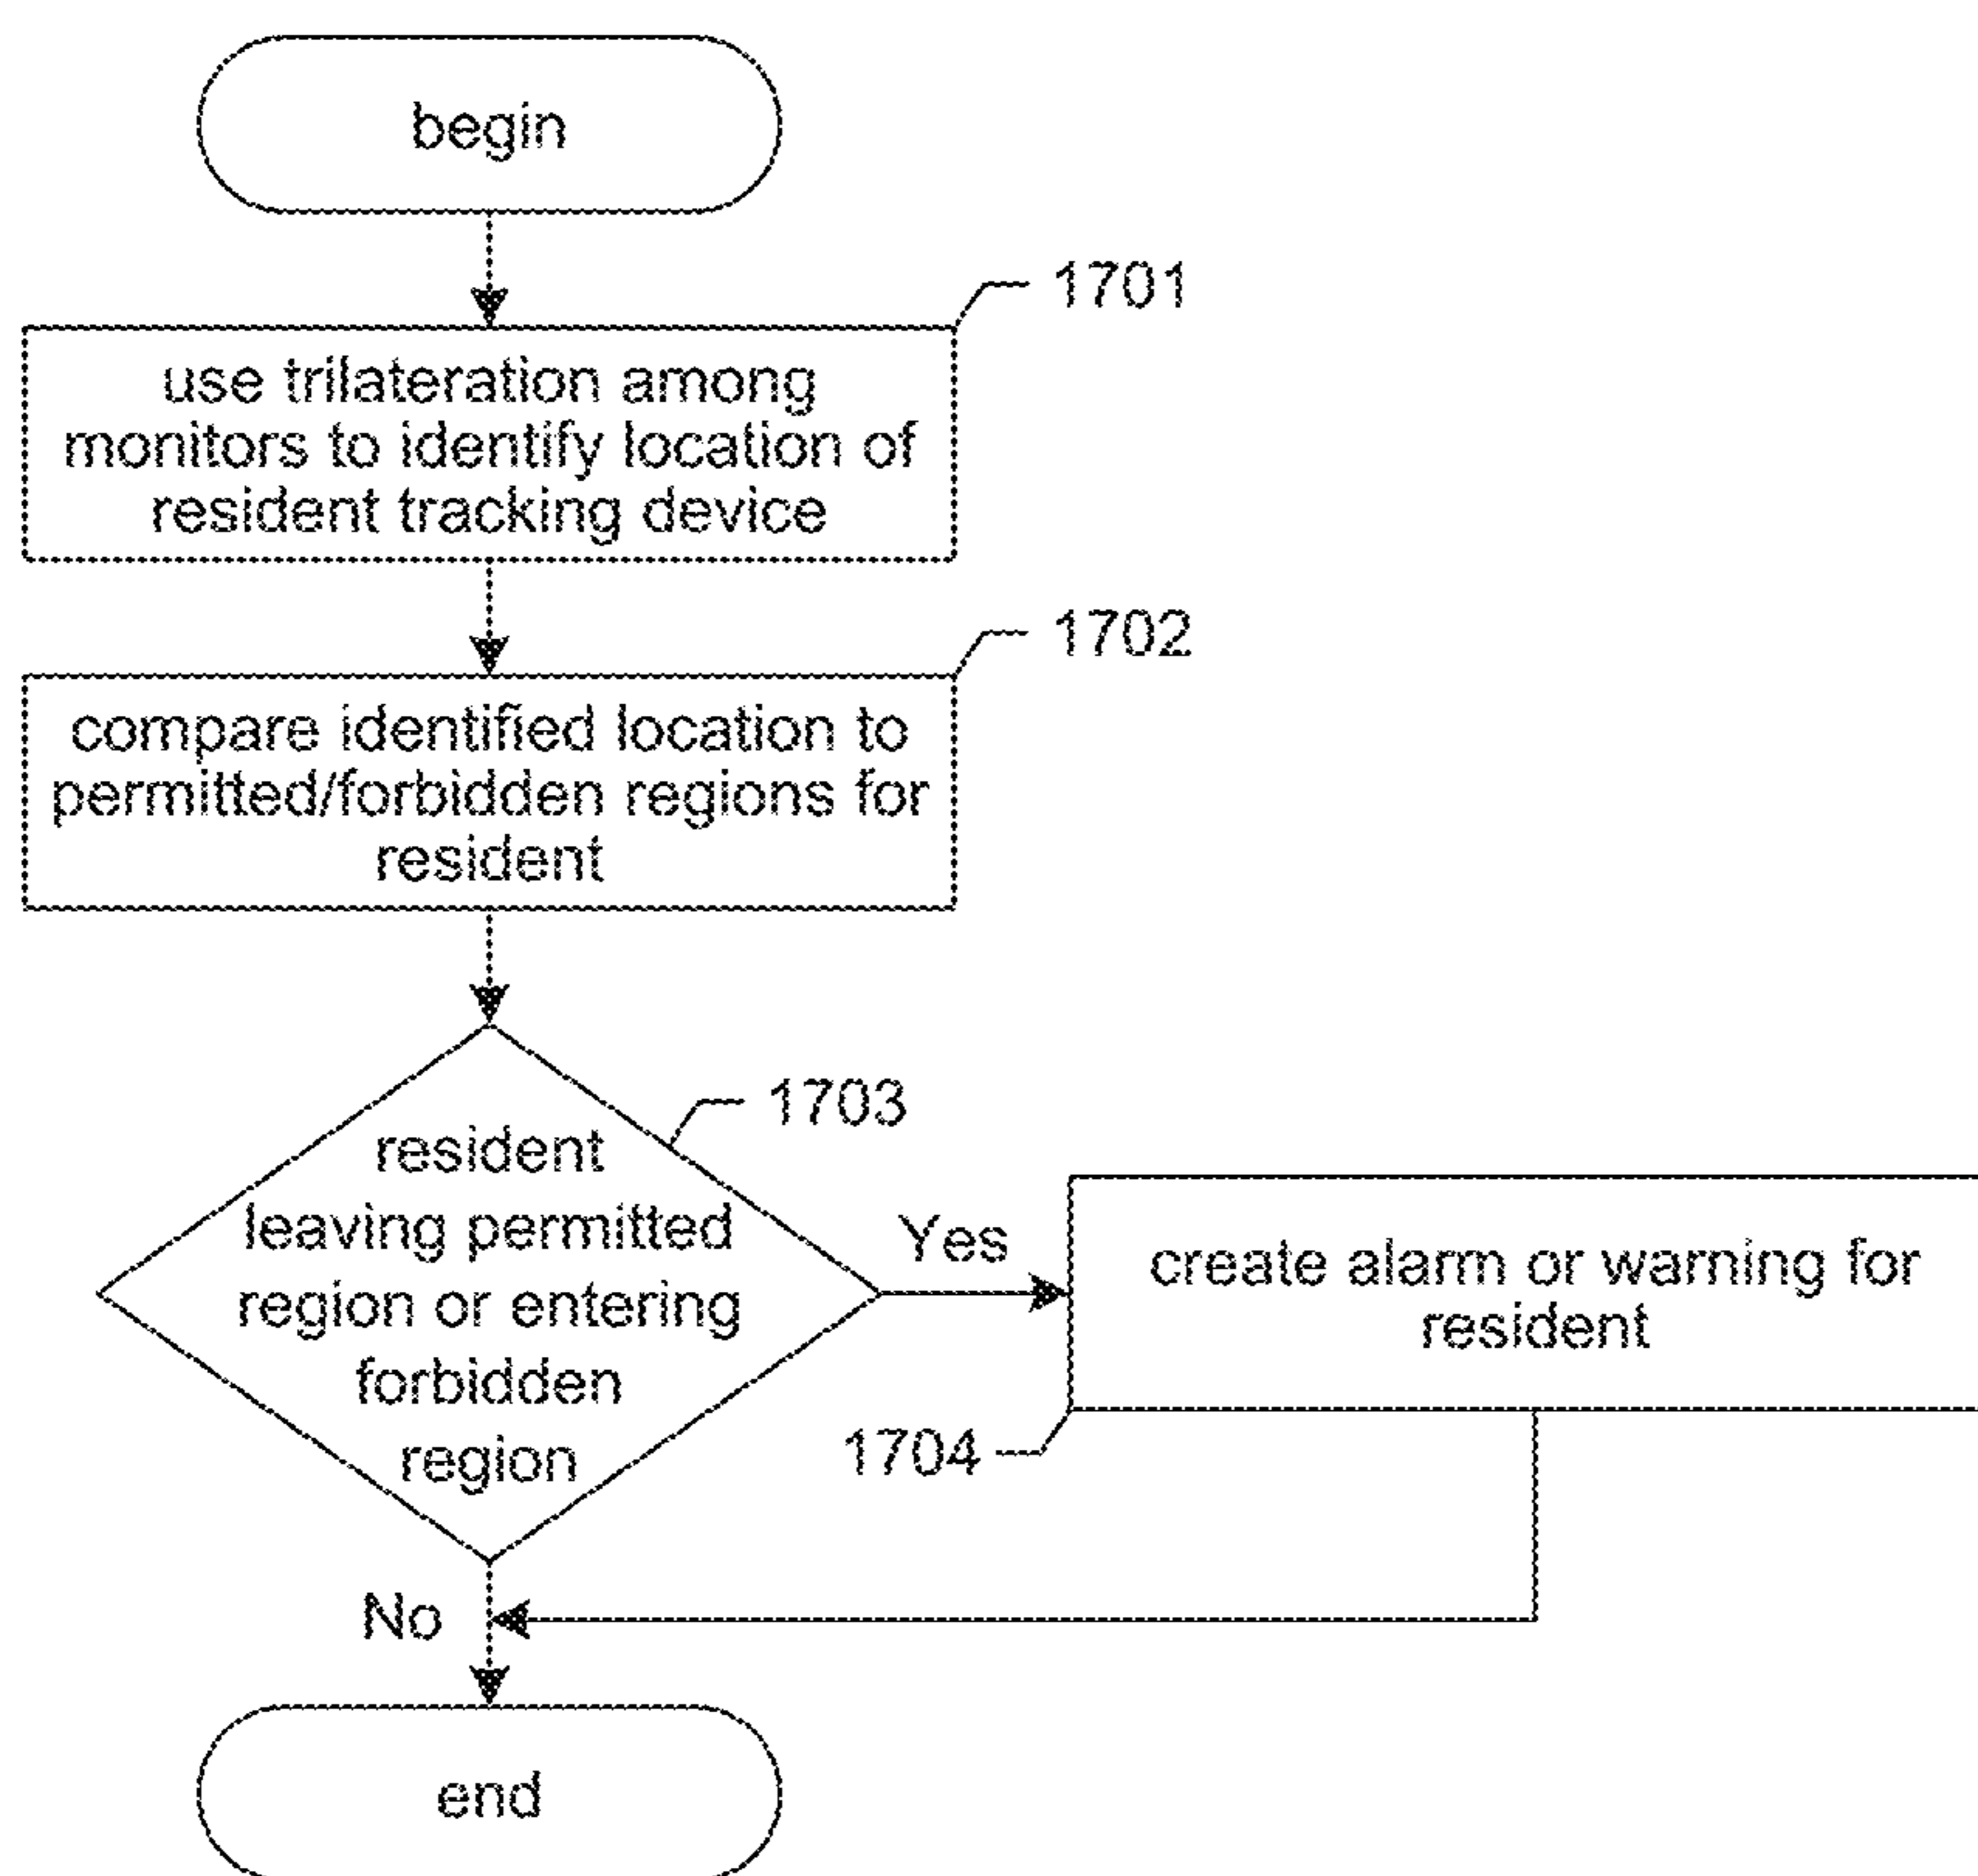 begin
1701
use trilateration among
monitors to identify location of
resident tracking device
1702
compare identified location to
permitted/forbidden regions for
resident
1703
resident
leaving permitted
region or entering
forbidden
region
Yes
create alarm or warning for
resident
1704
No
end